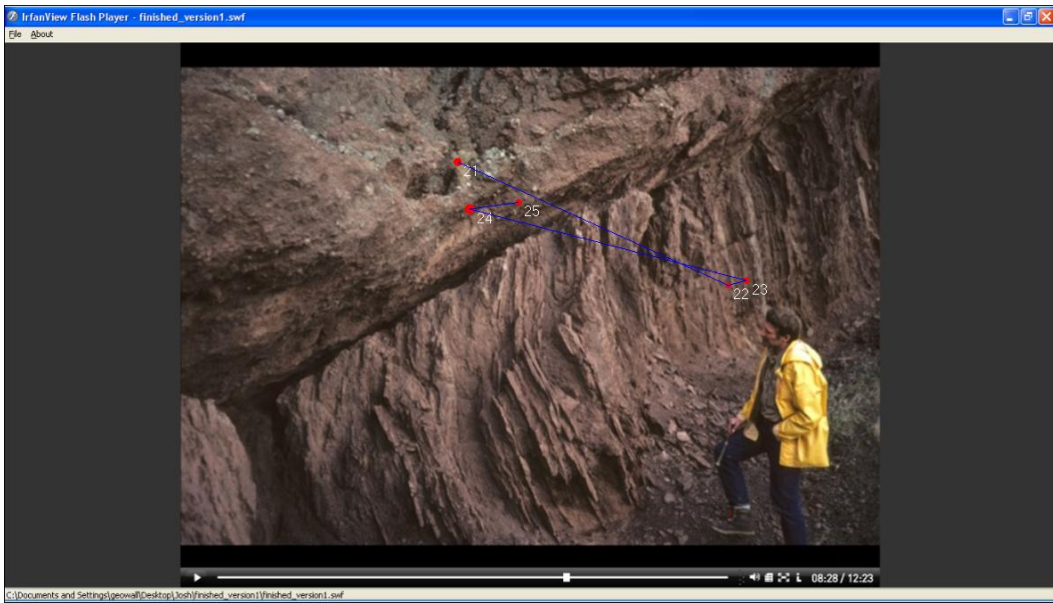 IrfanView Flash Player - finished_version1.swf
File About
21
24
25
22
23
08:28 / 12:23
C:\Documents and Settings\geowall\Desktop\Josh\finished_version1\finished_version1.swf